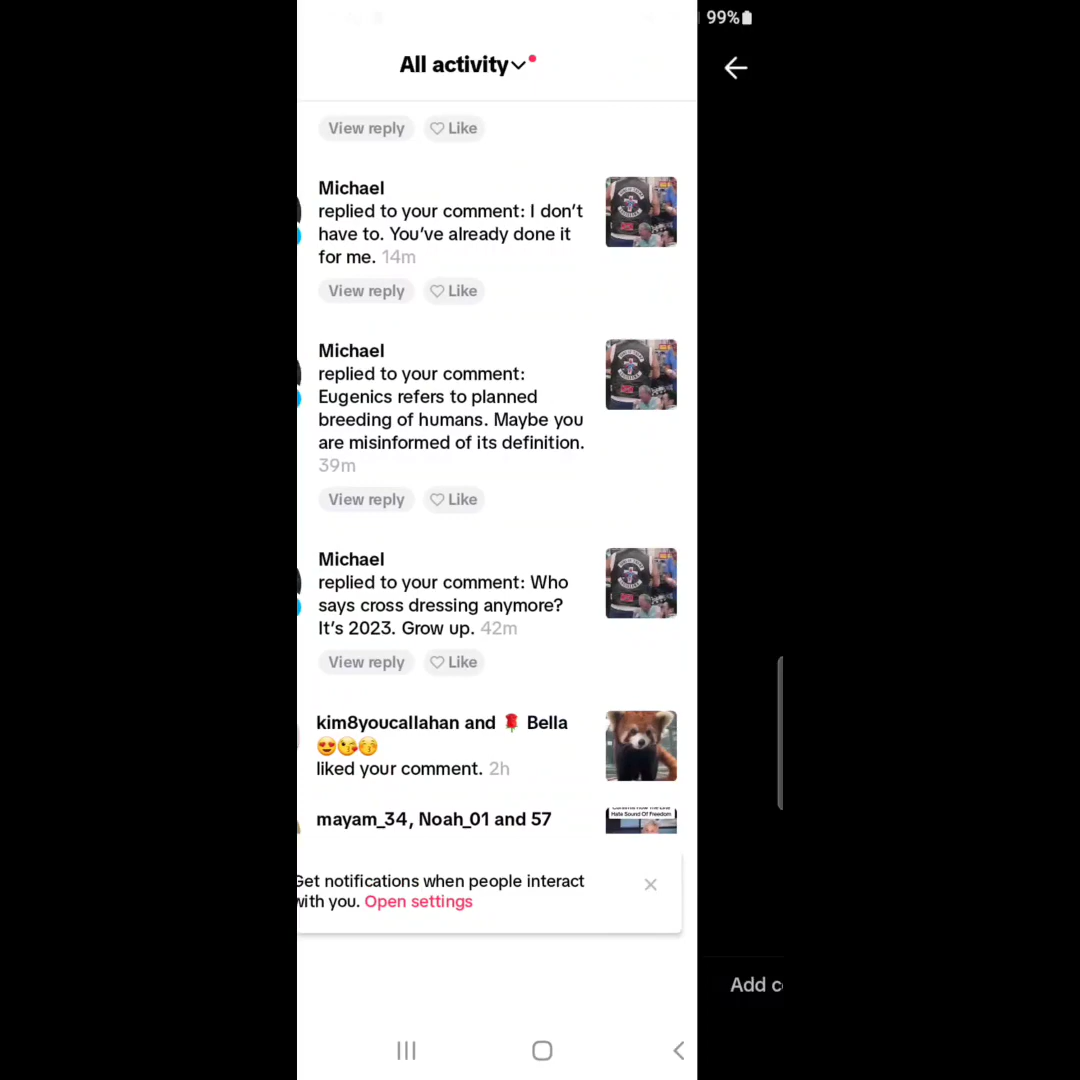 99%
All activity
View reply Like
Michael
replied to your comment: I don’t
have to. You’ve already done it
for me. 14m
View reply Like
Michael
replied to your comment:
Eugenics refers to planned
breeding of humans. Maybe you
are misinformed of its definition.
39m
View reply Like
Michael
replied to your comment: Who
says cross dressing anymore?
It’s 2023. Grow up. 42m
View reply Like
kim8youcallahan and 🌹 Bella
😍😘😚
liked your comment. 2h
mayam_34, Noah_01 and 57
Hate Sound Of Freedom
Get notifications when people interact
with you. Open settings
Add c